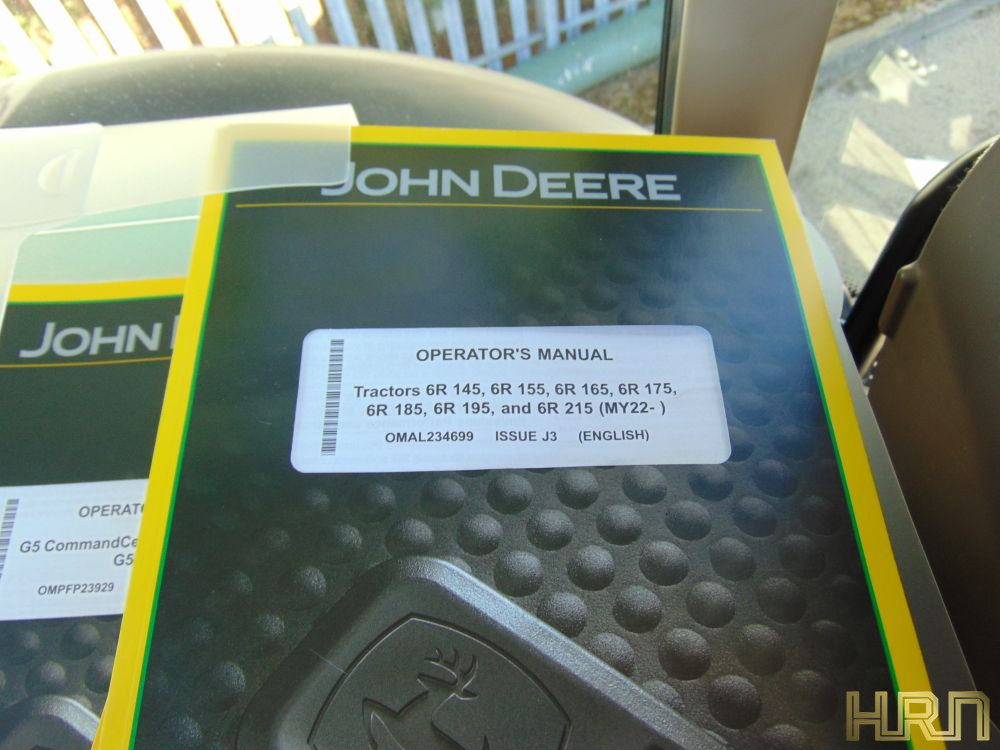 JOHN DEERE
OPERATOR'S MANUAL
Tractors 6R 145, 6R 155, 6R 165, 6R 175,
6R 185, 6R 195, and 6R 215 (MY22- )
OMAL234699 ISSUE J3 (ENGLISH)
JOHN
G5
OMPFP23929
HRN